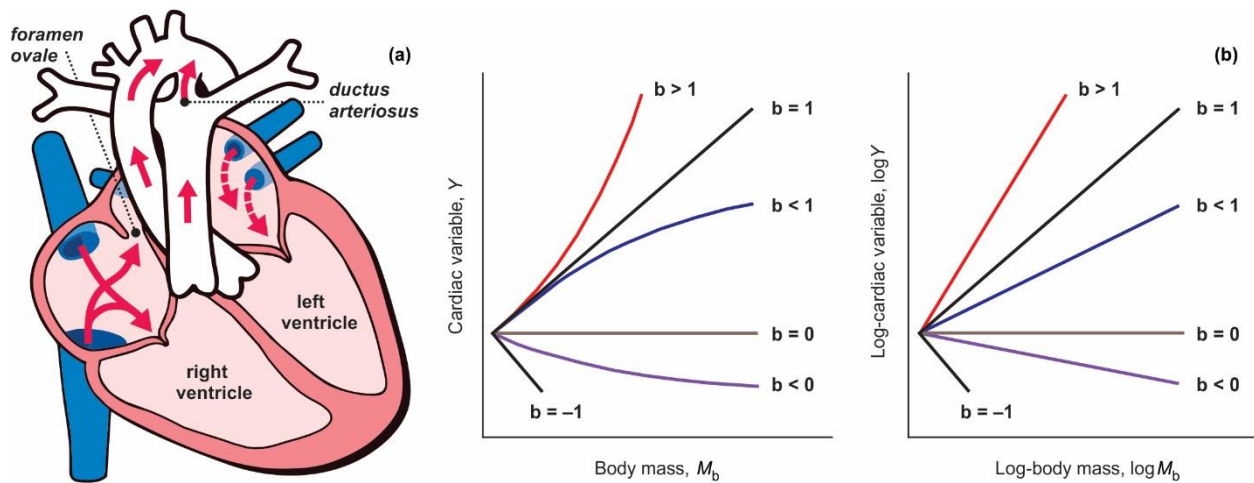 foramen
ovale
(a)
ductus
arteriosus
left
ventricle
right
ventricle
Cardiac variable, Y
b > 1
b = 1
b < 1
b = 0
b < 0
b = –1
Body mass, Mb
(b)
Log-cardiac variable, logY
b > 1
b = 1
b < 1
b = 0
b < 0
b = –1
Log-body mass, logMb